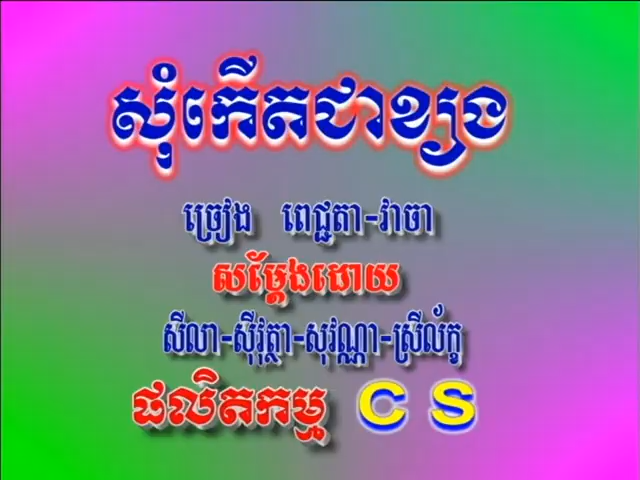 សុំកើតជាខ្យង
ច្រៀង ពេជ្ជតា-វាចា
សម្ដែងដោយ
សីលា-ស៊ីវុត្ថា-សុវណ្ណា-ស្រីល័ក្ខ
ផលិតកម្ម CS